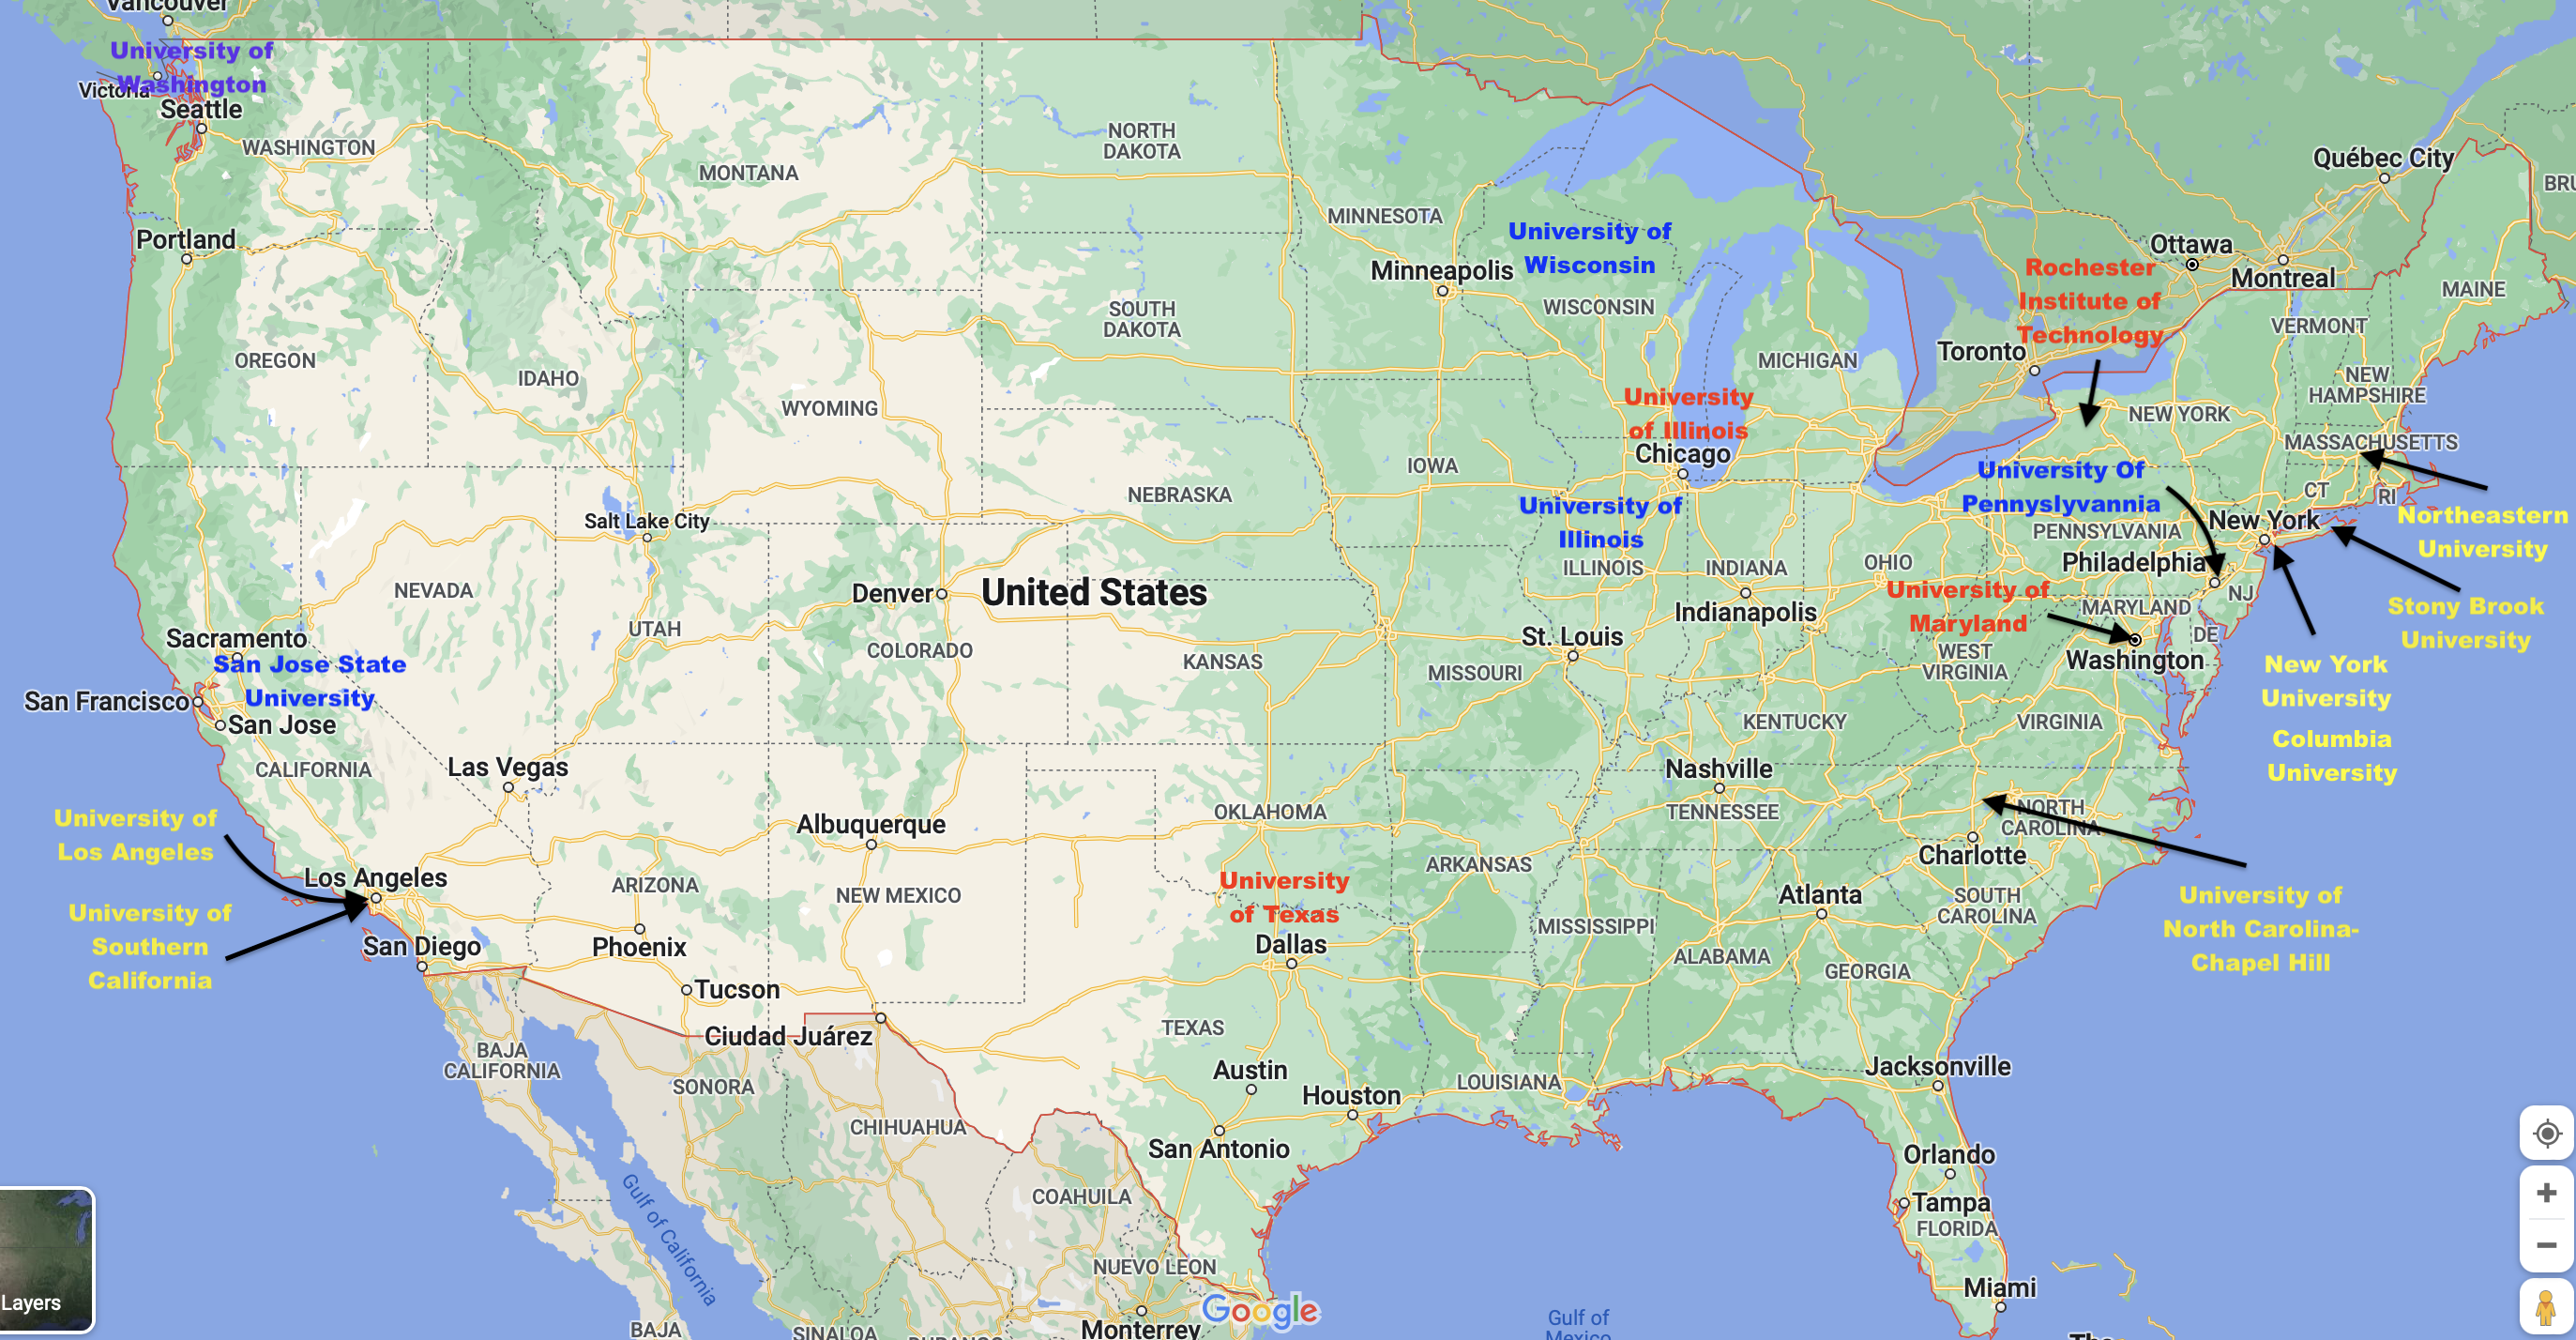 Vancouver
University of
Washington
Victoria
Seattle
WASHINGTON
MONTANA
NORTH
DAKOTA
MINNESOTA
Québec City
Ottawa
Montreal
MAINE
Portland
University of
Wisconsin
Minneapolis
WISCONSIN
Rochester
Institute of
Technology
Toronto
VERMONT
NEW
HAMPSHIRE
OREGON
IDAHO
WYOMING
SOUTH
DAKOTA
MICHIGAN
NEW YORK
MASSACHUSETTS
CT
RI
University
of Illinois
Chicago
IOWA
NEBRASKA
University of
Illinois
ILLINOIS
INDIANA
OHIO
Indianapolis
University Of
Pennyslyvannia
PENNSYLVANIA
New York
Philadelphia
NJ
Northeastern
University
Stony Brook
University
New York
University
Columbia
University
University of
Maryland
MARYLAND
DE
Washington
WEST
VIRGINIA
VIRGINIA
Salt Lake City
NEVADA
UTAH
Denver
United States
COLORADO
KANSAS
St. Louis
MISSOURI
KENTUCKY
Sacramento
San Jose State
University
San Francisco
San Jose
CALIFORNIA
Las Vegas
Nashville
TENNESSEE
NORTH
CAROLINA
Charlotte
University of
North Carolina-
Chapel Hill
University of
Los Angeles
Los Angeles
University of
Southern
California
San Diego
ARIZONA
Phoenix
Tucson
Albuquerque
NEW MEXICO
OKLAHOMA
ARKANSAS
University
of Texas
Dallas
MISSISSIPPI
ALABAMA
Atlanta
GEORGIA
SOUTH
CAROLINA
Ciudad Juárez
TEXAS
Austin
Houston
San Antonio
LOUISIANA
Jacksonville
Orlando
Tampa
FLORIDA
Miami
BAJA
CALIFORNIA
SONORA
CHIHUAHUA
COAHUILA
NUEVO LEON
Monterrey
Gulf of California
BAJA
SINALOA
Google
Gulf of
Mexico
Layers